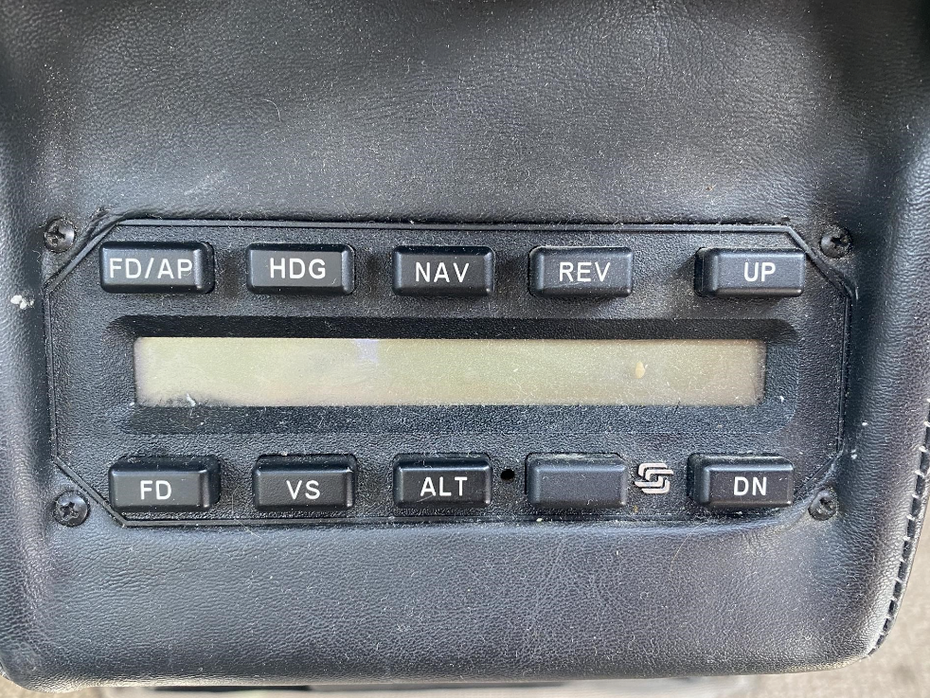 FD/AP HDG NAV REV UP
FD VS ALT DN